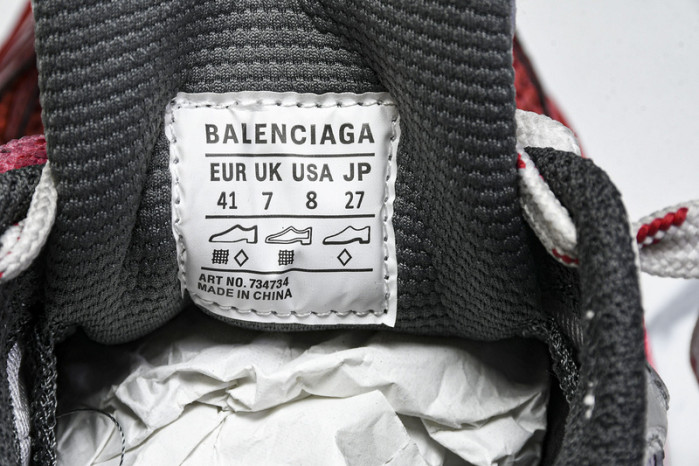 BALENCIAGA
EUR UK USA JP
41 7 8 27
ART NO. 734734
MADE IN CHINA